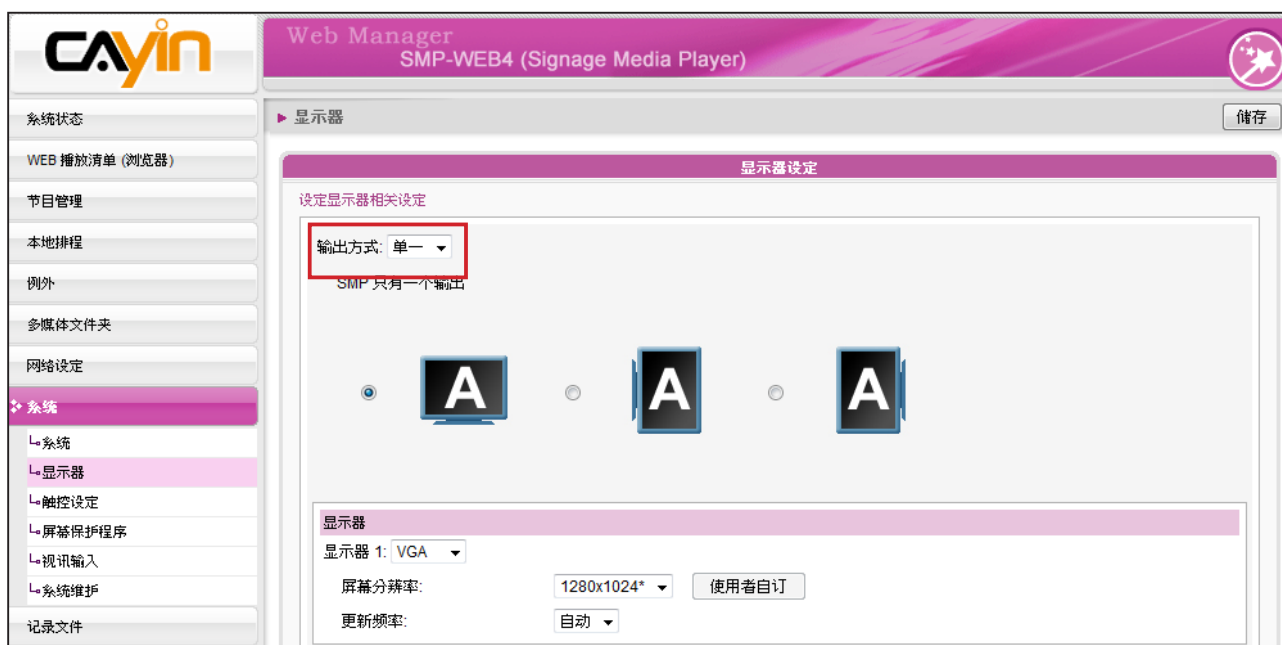 CAyin
Web Manager
SMP-WEB4 (Signage Media Player)
系统状态
WEB 播放清单 (浏览器)
节目管理
本地排程
例外
多媒体文件夹
网络设定
系统
系统
显示器
触控设定
屏幕保护程序
视讯输入
系统维护
记录文件
显示器
储存
显示器设定
设定显示器相关设定
输出方式: 单一
SMP 只有一个输出
A A A
显示器
显示器 1: VGA
屏幕分辨率: 1280x1024* 使用者自订
更新频率: 自动